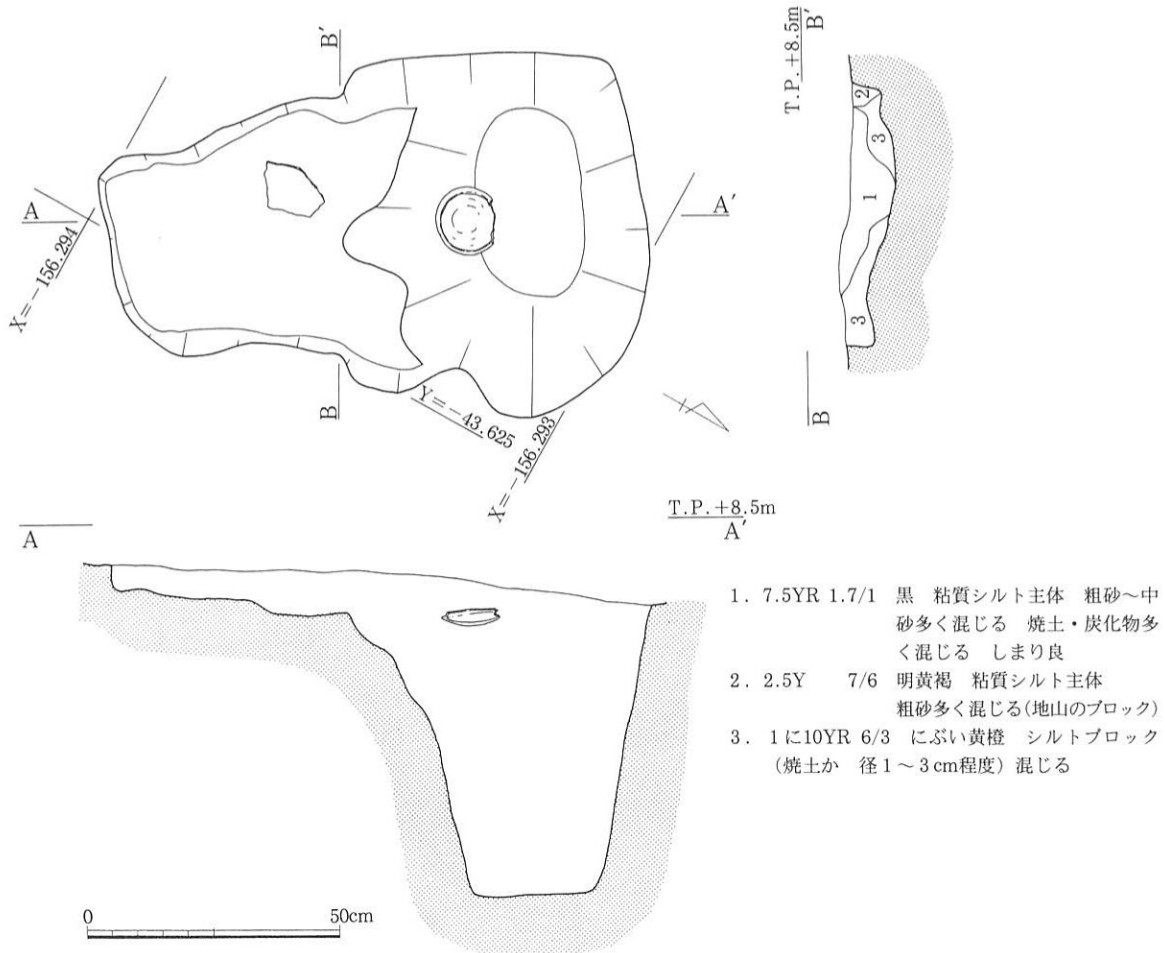 B'
T.P.+8.5m
B'
2
3
1
3
A
A'
X=-156.294
B
Y=-43.625
X=-156.293
B
T.P.+8.5m
A
A'
1. 7.5YR 1.7/1 黒 粘質シルト主体 粗砂～中
砂多く混じる 焼土・炭化物多
く混じる しまり良
2. 2.5Y 7/6 明黄褐 粘質シルト主体
粗砂多く混じる(地山のブロック)
3. 1に10YR 6/3 にぶい黄橙 シルトブロック
(焼土か 径1～3cm程度)混じる
0 50cm